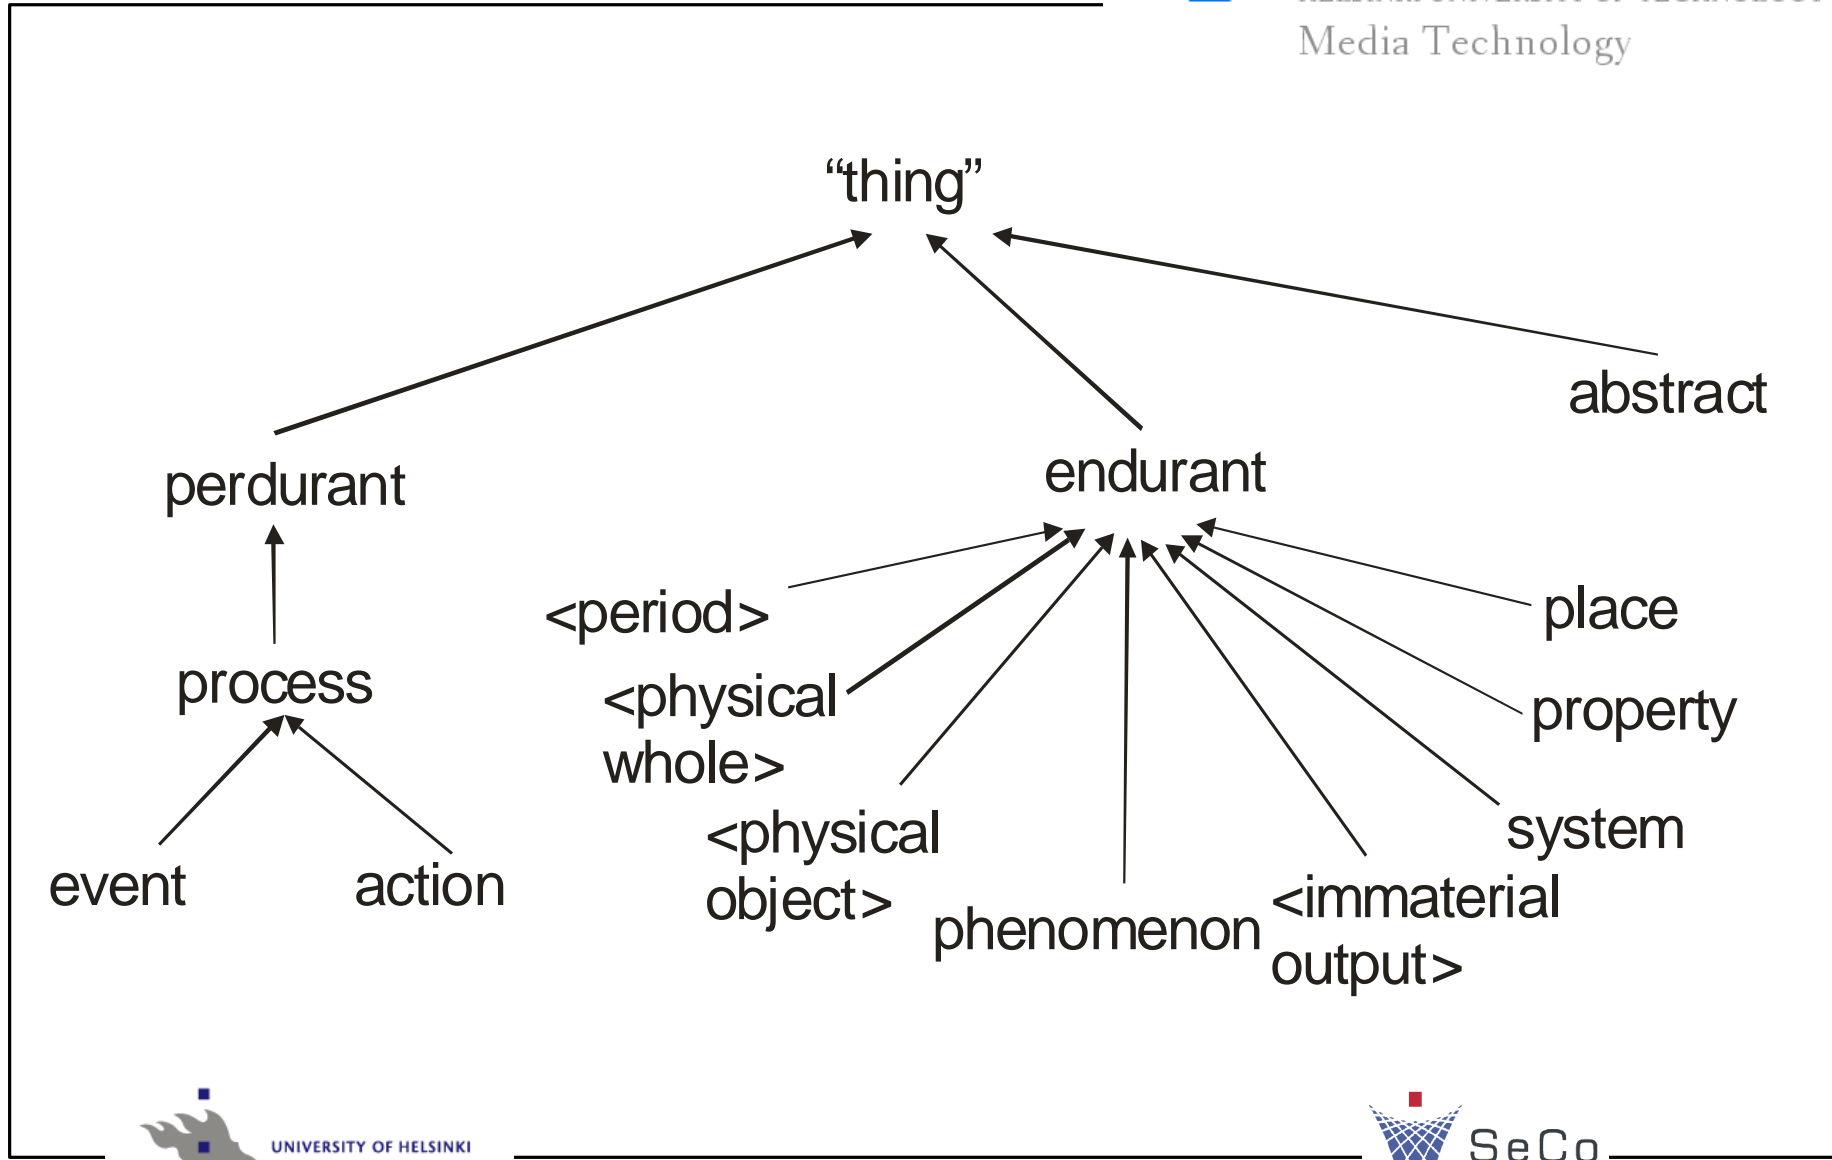 Media Technology
“thing”
abstract
perdurant
endurant
<period>
place
process
<physical
whole>
property
<physical
object>
system
event
action
phenomenon
<immaterial
output>
UNIVERSITY OF HELSINKI
SeCo